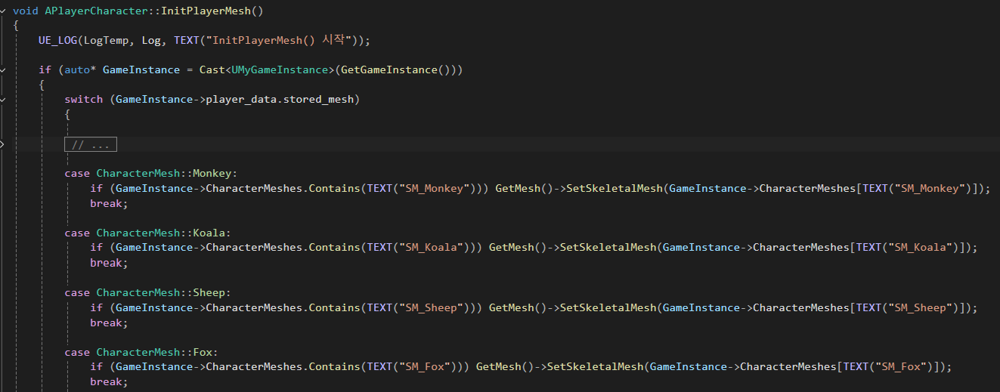 void APlayerCharacter::InitPlayerMesh()
{
UE_LOG(LogTemp, Log, TEXT("InitPlayerMesh() 시작"));
if (auto* GameInstance = Cast<UMyGameInstance>(GetGameInstance()))
{
switch (GameInstance->player_data.stored_mesh)
{
// ...
case CharacterMesh::Monkey:
if (GameInstance->CharacterMeshes.Contains(TEXT("SM_Monkey"))) GetMesh()->SetSkeletalMesh(GameInstance->CharacterMeshes[TEXT("SM_Monkey")]);
break;
case CharacterMesh::Koala:
if (GameInstance->CharacterMeshes.Contains(TEXT("SM_Koala"))) GetMesh()->SetSkeletalMesh(GameInstance->CharacterMeshes[TEXT("SM_Koala")]);
break;
case CharacterMesh::Sheep:
if (GameInstance->CharacterMeshes.Contains(TEXT("SM_Sheep"))) GetMesh()->SetSkeletalMesh(GameInstance->CharacterMeshes[TEXT("SM_Sheep")]);
break;
case CharacterMesh::Fox:
if (GameInstance->CharacterMeshes.Contains(TEXT("SM_Fox"))) GetMesh()->SetSkeletalMesh(GameInstance->CharacterMeshes[TEXT("SM_Fox")]);
break;